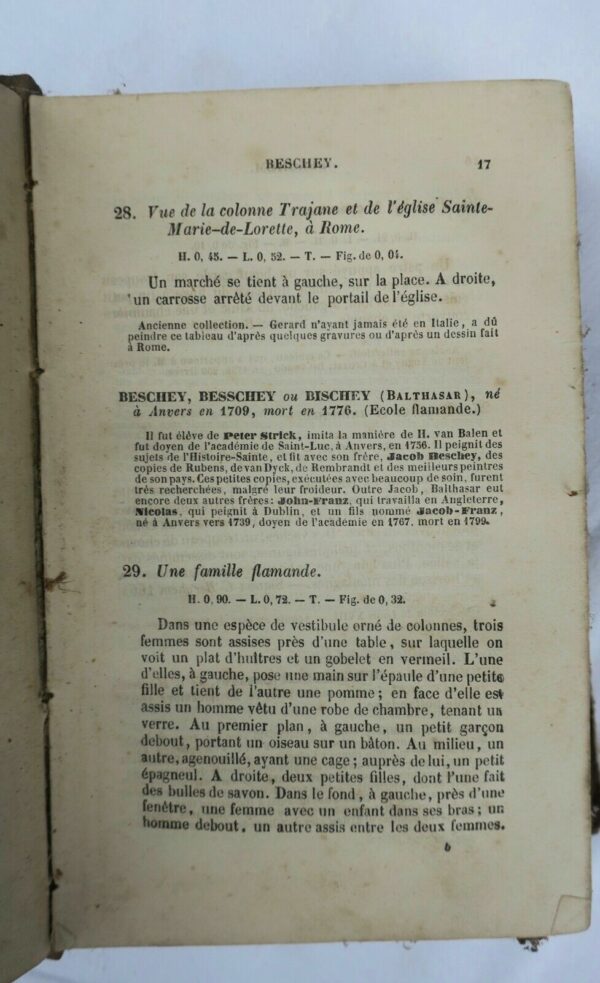 BESCHEY. 17
28. Vue de la colonne Trajane et de l'église Sainte-
Marie-de-Lorette, à Rome.
H. 0, 45. — L. 0, 52. — T. — Fig. de 0, 04.
Un marché se tient à gauche, sur la place. A droite,
un carrosse arrêté devant le portail de l'église.
Ancienne collection. — Gerard n'ayant jamais été en Italie, a dû
peindre ce tableau d'après quelques gravures ou d'après un dessin fait
à Rome.
BESCHEY, BESSCHEY ou BISCHEY (BALTHASAR), né
à Anvers en 1709, mort en 1776. (Ecole flamande.)
Il fut élève de Peter Strick, imita la manière de H. van Balen et
fut doyen de l'académie de Saint-Luc, à Anvers, en 1756. Il peignit des
sujets de l'Histoire-Sainte, et fit avec son frère, Jacob Beschey, des
copies de Rubens, de van Dyck, de Rembrandt et des meilleurs peintres
de son pays. Ces petites copies, exécutées avec beaucoup de soin, furent
très recherchées, malgré leur froideur. Outre Jacob, Balthasar eut
encore deux autres frères: John-Franz, qui travailla en Angleterre,
Nicolas, qui peignit à Dublin, et un fils nommé Jacob-Franz,
né à Anvers vers 1739, doyen de l'académie en 1767, mort en 1799.
29. Une famille flamande.
H. 0, 90. — L. 0, 72. — T. — Fig. de 0, 32.
Dans une espèce de vestibule orné de colonnes, trois
femmes sont assises près d'une table, sur laquelle on
voit un plat d'huîtres et un gobelet en vermeil. L'une
d'elles, à gauche, pose une main sur l'épaule d'une petite
fille et tient de l'autre une pomme; en face d'elle est
assis un homme vêtu d'une robe de chambre, tenant un
verre. Au premier plan, à gauche, un petit garçon
debout, portant un oiseau sur un bâton. Au milieu, un
autre, agenouillé, ayant une cage; auprès de lui, un petit
épagneul. A droite, deux petites filles, dont l'une fait
des bulles de savon. Dans le fond, à gauche, près d'une
fenêtre, une femme avec un enfant dans ses bras; un
homme debout, un autre assis entre les deux femmes.
b